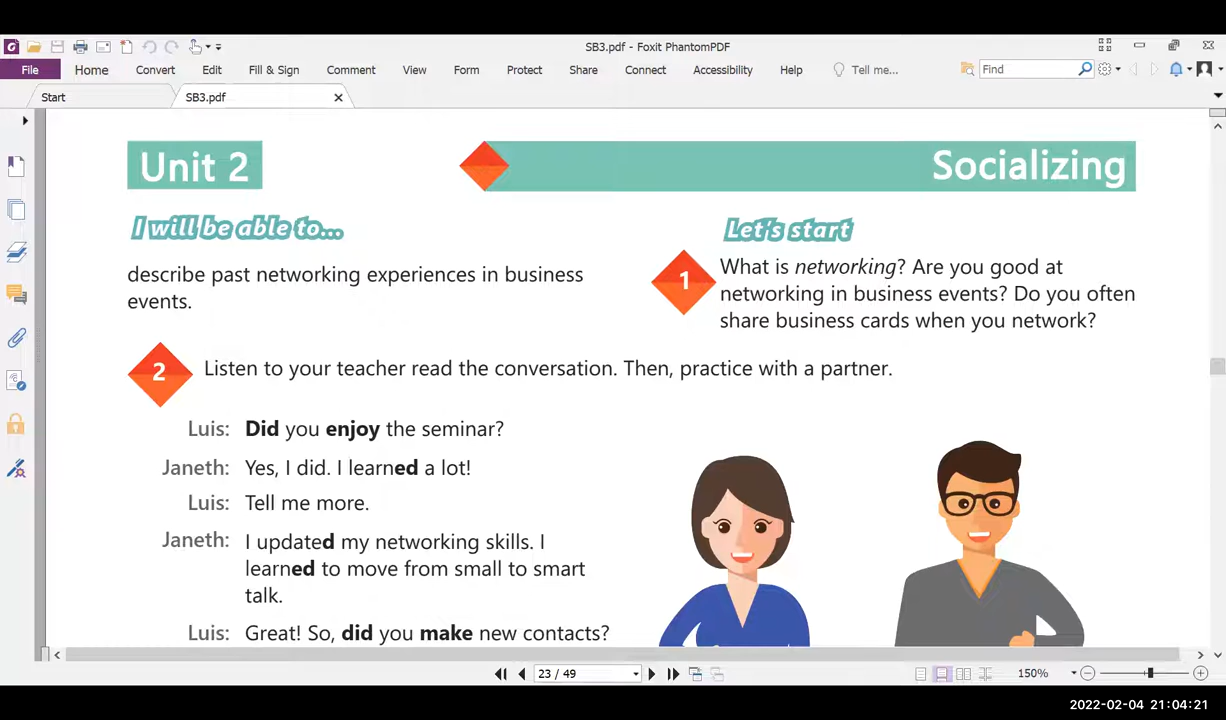 SB3.pdf - Foxit PhantomPDF
File Home Convert Edit Fill & Sign Comment View Form Protect Share Connect Accessibility Help Tell me... Find
Start SB3.pdf
Unit 2 Socializing
I will be able to...
describe past networking experiences in business
events.
Let's start
1 What is networking? Are you good at
networking in business events? Do you often
share business cards when you network?
2 Listen to your teacher read the conversation. Then, practice with a partner.
Luis: Did you enjoy the seminar?
Janeth: Yes, I did. I learned a lot!
Luis: Tell me more.
Janeth: I updated my networking skills. I
learned to move from small to smart
talk.
Luis: Great! So, did you make new contacts?
23 / 49 150%
2022-02-04 21:04:21